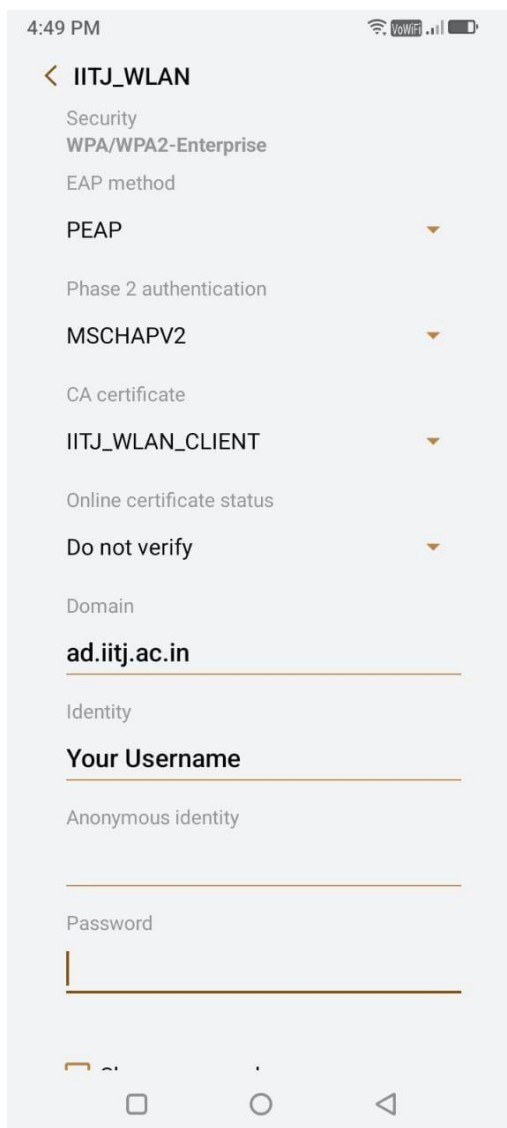 4:49 PM VoWiFi
IITJ_WLAN
Security
WPA/WPA2-Enterprise
EAP method
PEAP
Phase 2 authentication
MSCHAPV2
CA certificate
IITJ_WLAN_CLIENT
Online certificate status
Do not verify
Domain
ad.iitj.ac.in
Identity
Your Username
Anonymous identity
Password